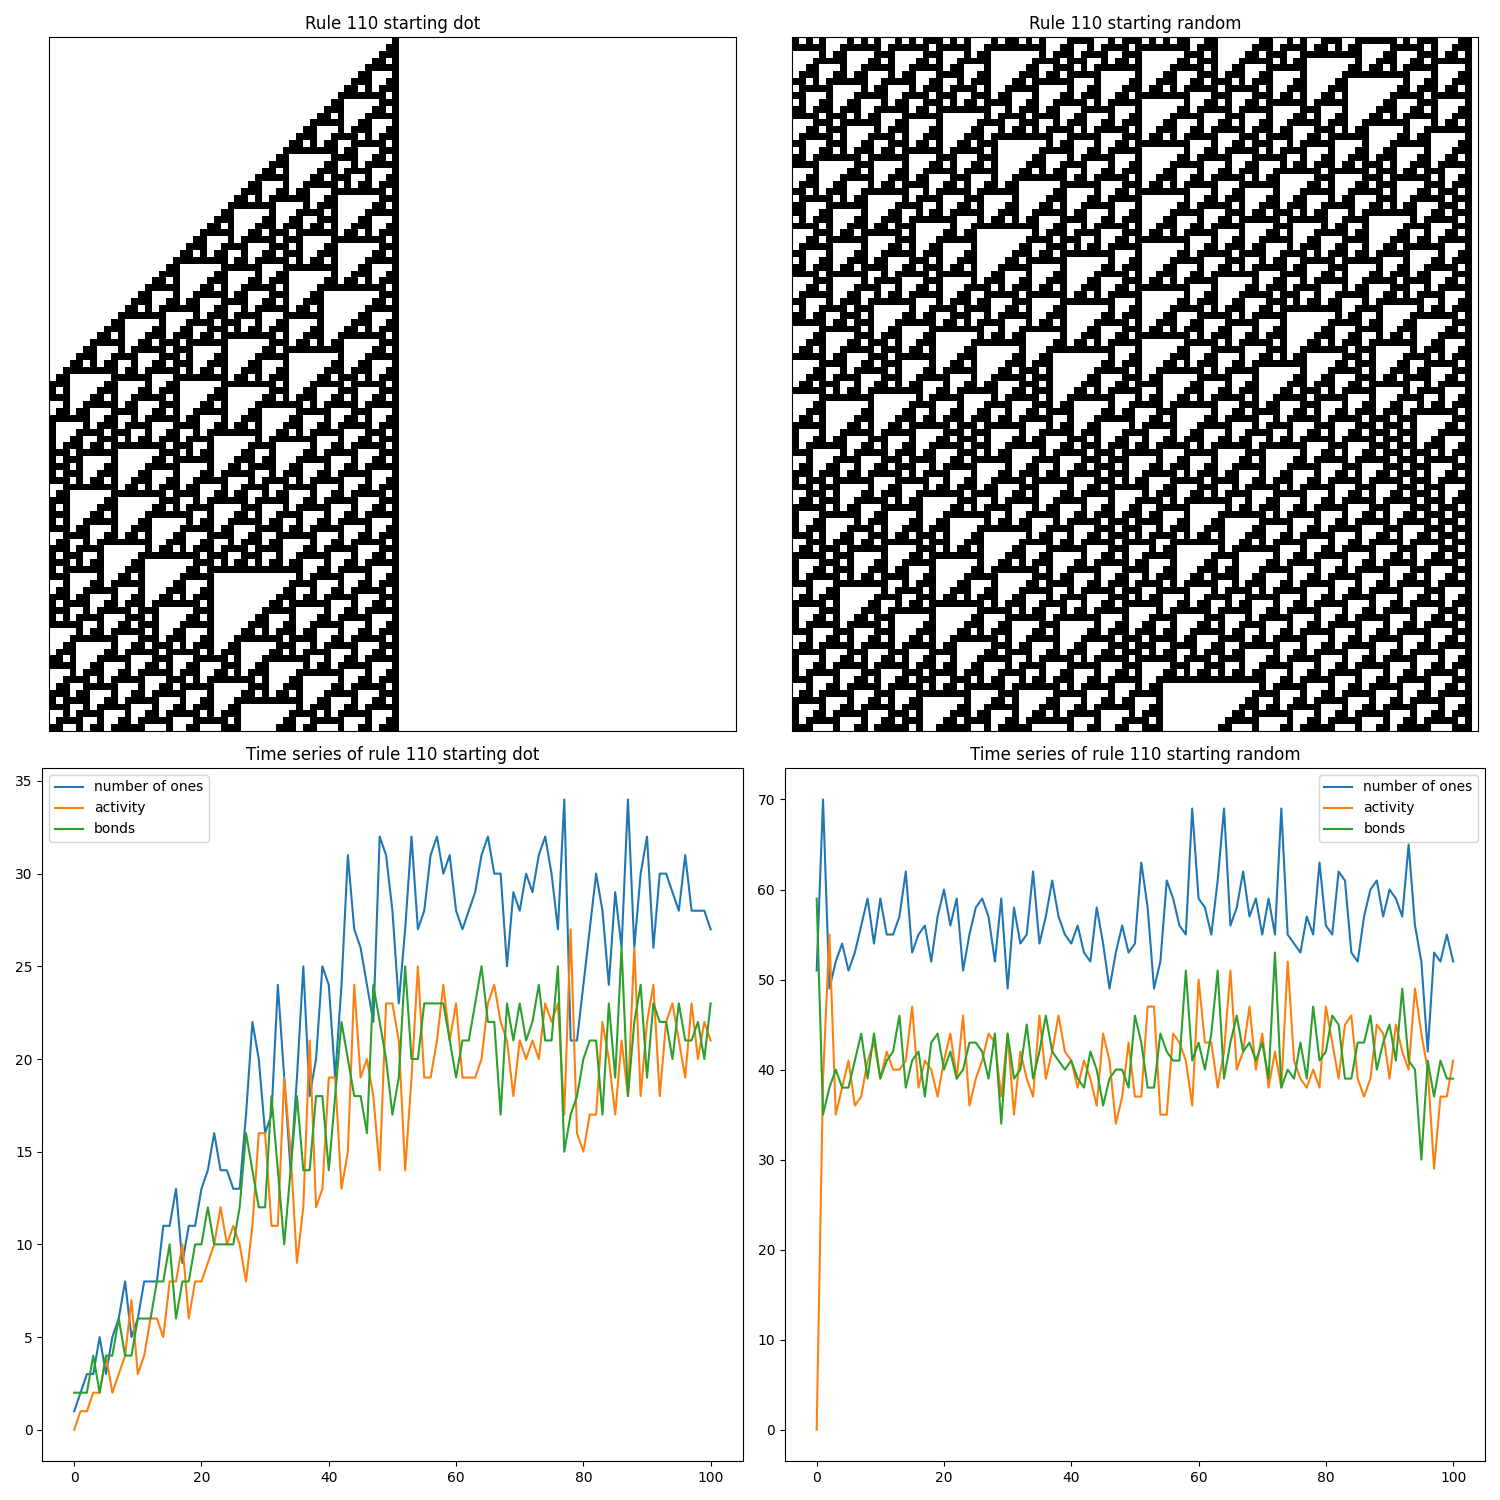 Rule 110 starting dot
Rule 110 starting random
Time series of rule 110 starting dot
35
30
25
20
15
10
5
0
number of ones
activity
bonds
0 20 40 60 80 100
Time series of rule 110 starting random
70
60
50
40
30
20
10
0
number of ones
activity
bonds
0 20 40 60 80 100